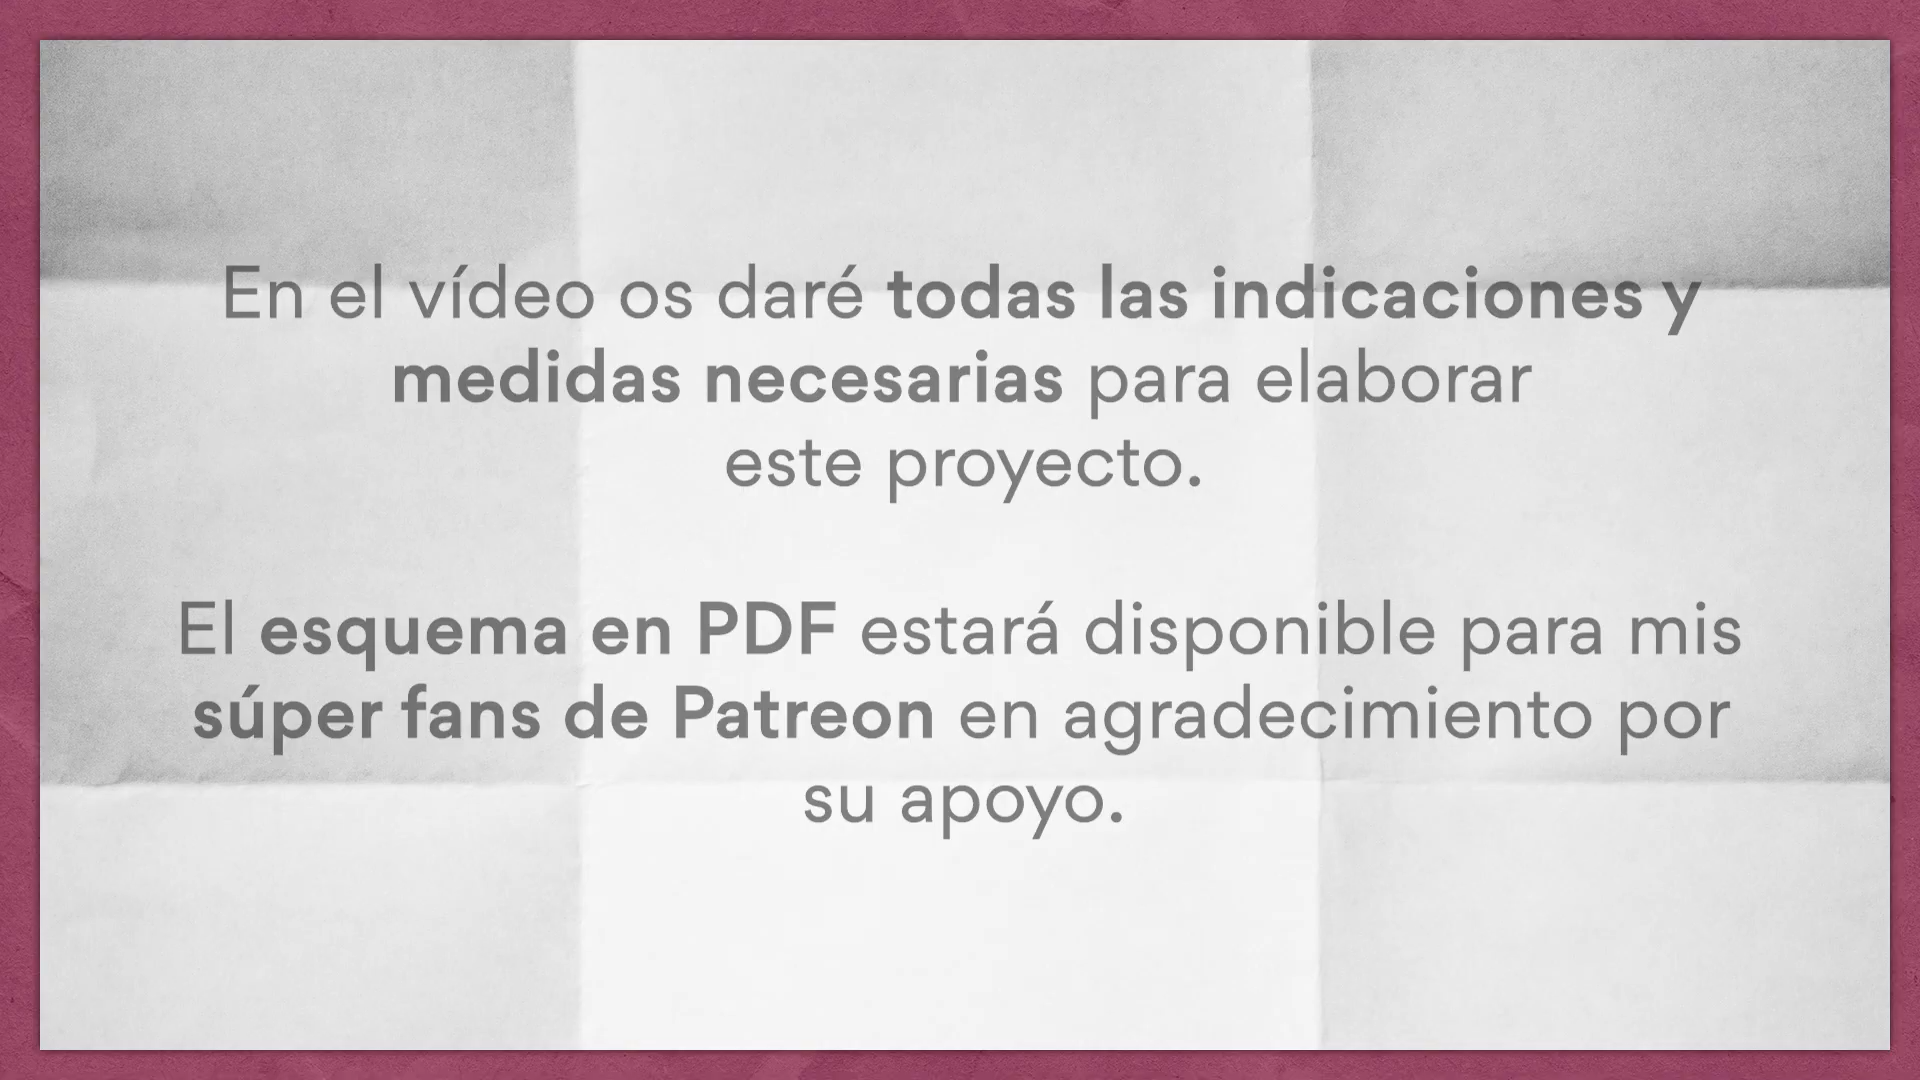 En el vídeo os daré todas las indicaciones y
medidas necesarias para elaborar
este proyecto.
El esquema en PDF estará disponible para mis
súper fans de Patreon en agradecimiento por
su apoyo.